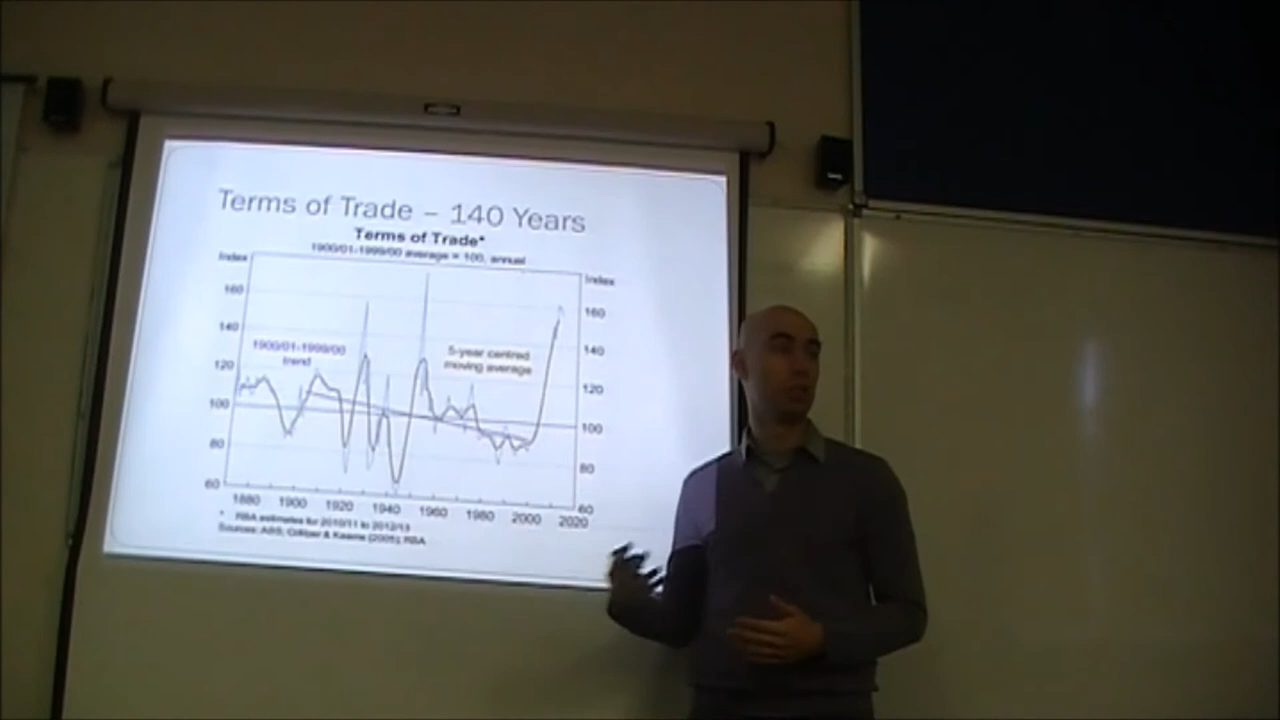 Terms of Trade – 140 Years
Terms of Trade*
1900/01-1999/00 average = 100, annual
Index
Index
160
160
140
140
1900/01-1999/00
trend
5-year centred
moving average
120
120
100
100
80
80
60
60
1880 1900 1920 1940 1960 1980 2000 2020
* RBA estimates for 2010/11 to 2012/13
Sources: ABS; Gillitzer & Kearns (2005); RBA